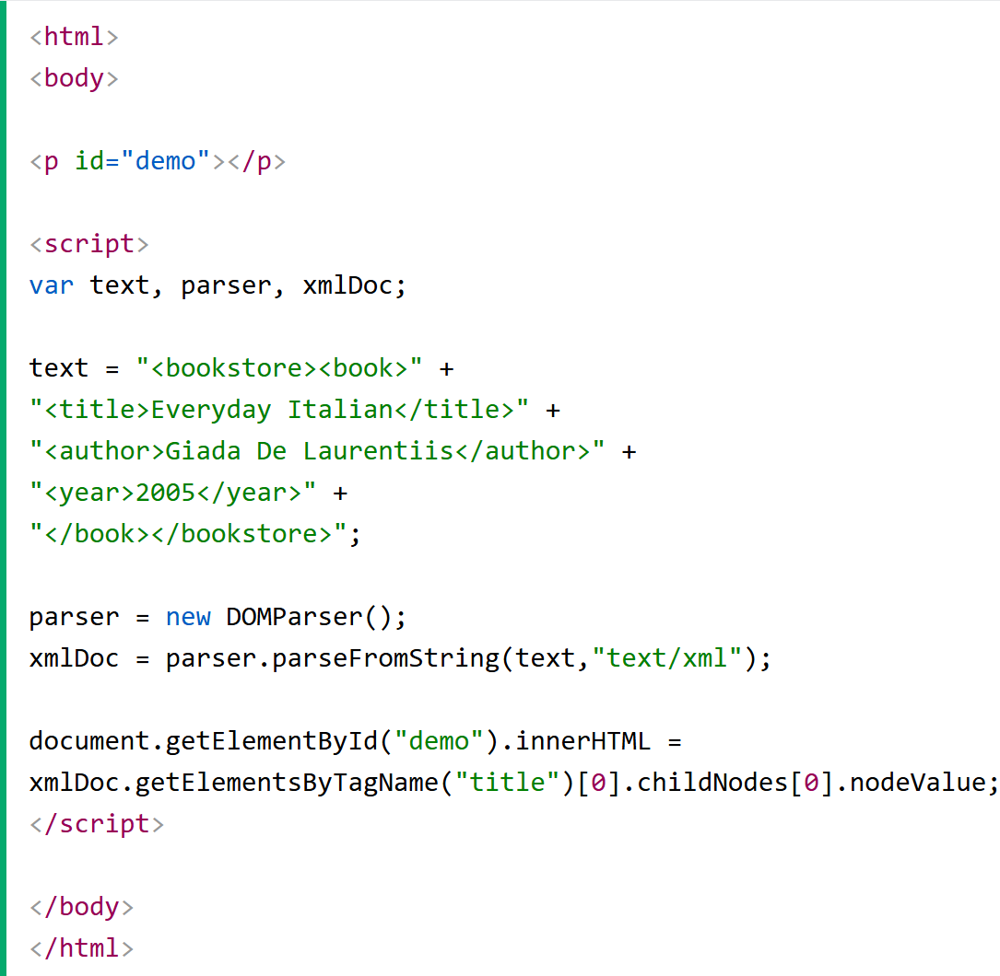 <html>
<body>
<p id="demo"></p>
<script>
var text, parser, xmlDoc;
text = "<bookstore><book>" +
"<title>Everyday Italian</title>" +
"<author>Giada De Laurentiis</author>" +
"<year>2005</year>" +
"</book></bookstore>";
parser = new DOMParser();
xmlDoc = parser.parseFromString(text,"text/xml");
document.getElementById("demo").innerHTML =
xmlDoc.getElementsByTagName("title")[0].childNodes[0].nodeValue;
</script>
</body>
</html>